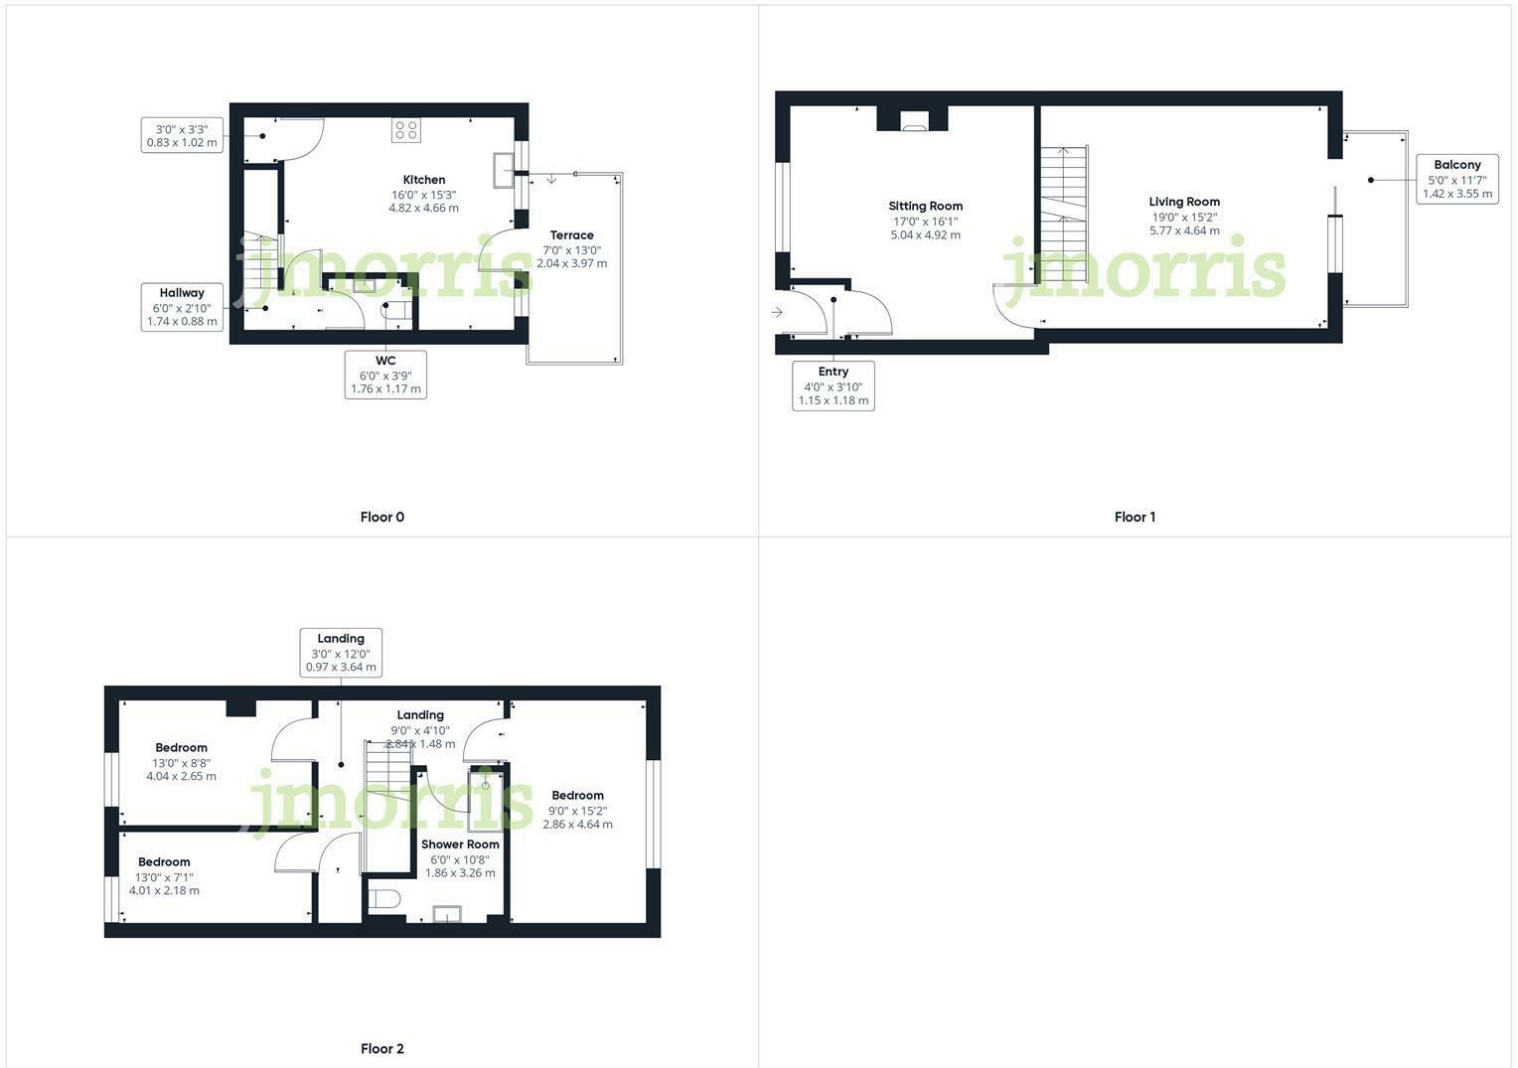 3'0" x 3'3"
0.83 x 1.02 m
Kitchen
16'0" x 15'3"
4.82 x 4.66 m
Terrace
7'0" x 13'0"
2.04 x 3.97 m
jmorris
Hallway
6'0" x 2'10"
1.74 x 0.88 m
WC
6'0" x 3'9"
1.76 x 1.17 m
Floor 0
Sitting Room
17'0" x 16'1"
5.04 x 4.92 m
Living Room
19'0" x 15'2"
5.77 x 4.64 m
Balcony
5'0" x 11'7"
1.42 x 3.55 m
jmorris
Entry
4'0" x 3'10"
1.15 x 1.18 m
Floor 1
Landing
3'0" x 12'0"
0.97 x 3.64 m
Landing
9'0" x 4'10"
2.84 x 1.48 m
Bedroom
13'0" x 8'8"
4.04 x 2.65 m
Bedroom
9'0" x 15'2"
2.86 x 4.64 m
jmorris
Shower Room
6'0" x 10'8"
1.86 x 3.26 m
Bedroom
13'0" x 7'1"
4.01 x 2.18 m
Floor 2